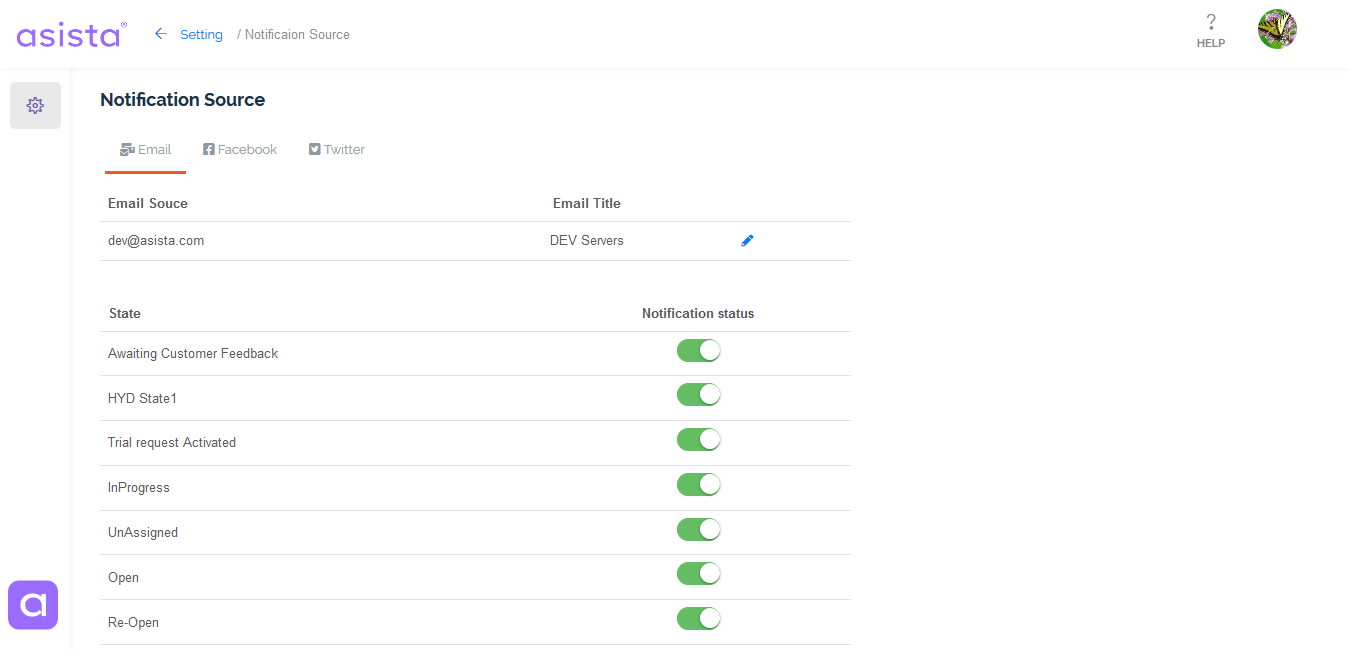 asista®
Setting / Notificaion Source
?
HELP
Notification Source
Email Facebook Twitter
Email Souce Email Title
dev@asista.com DEV Servers
State Notification status
Awaiting Customer Feedback
HYD State1
Trial request Activated
InProgress
UnAssigned
Open
a
Re-Open